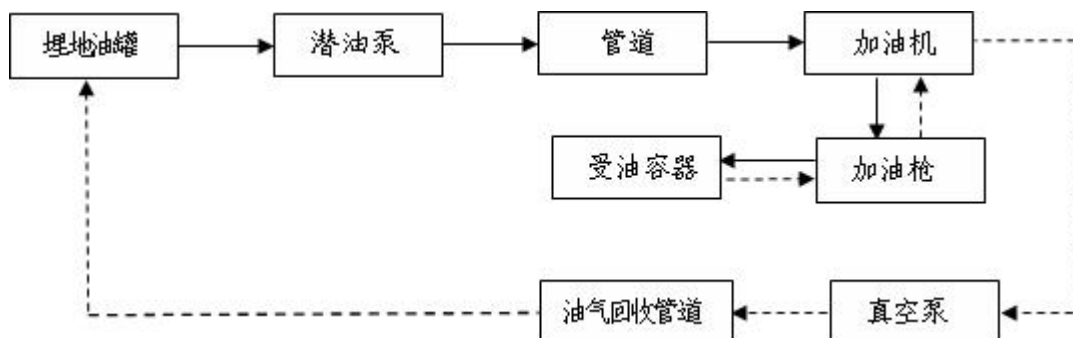 埋地油罐
潜油泵
管道
加油机
受油容器
加油枪
油气回收管道
真空泵